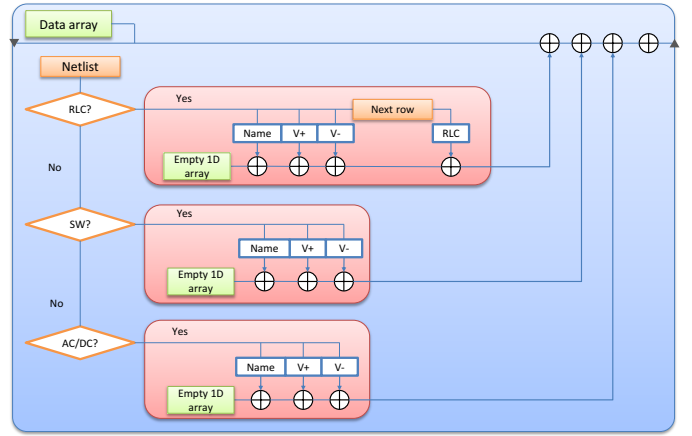 Data array
Netlist
RLC?
Yes
Next row
Name
V+
V-
RLC
Empty 1D
array
No
SW?
Yes
Name
V+
V-
Empty 1D
array
No
AC/DC?
Yes
Name
V+
V-
Empty 1D
array